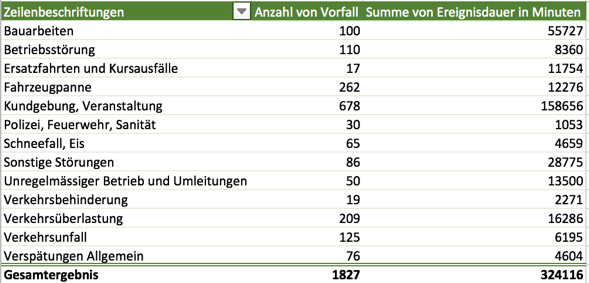 Zeilenbeschriftungen Anzahl von Vorfall Summe von Ereignisdauer in Minuten
Bauarbeiten 100 55727
Betriebsstörung 110 8360
Ersatzfahrten und Kursausfälle 17 11754
Fahrzeugpanne 262 12276
Kundgebung, Veranstaltung 678 158656
Polizei, Feuerwehr, Sanität 30 1053
Schneefall, Eis 65 4659
Sonstige Störungen 86 28775
Unregelmässiger Betrieb und Umleitungen 50 13500
Verkehrsbehinderung 19 2271
Verkehrsüberlastung 209 16286
Verkehrsunfall 125 6195
Verspätungen Allgemein 76 4604
Gesamtergebnis 1827 324116